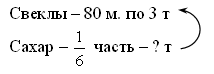 Свеклы – 80 м. по 3 т
Сахар – 1/6 часть – ? т